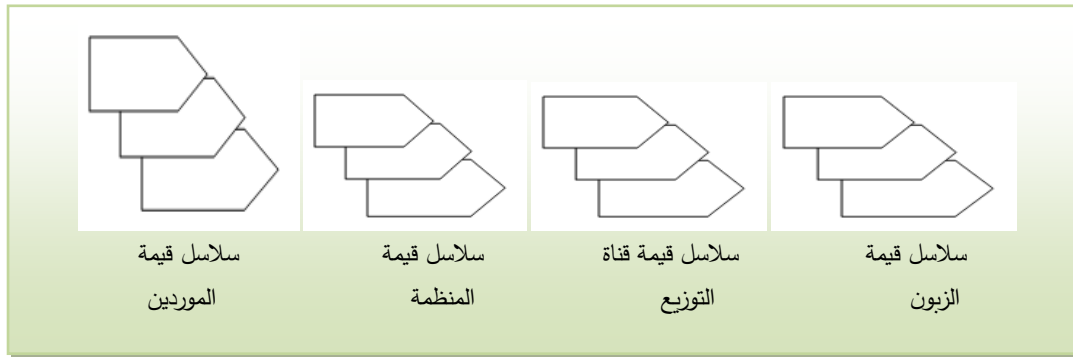 سلاسل قيمة
الموردين
سلاسل قيمة
المنظمة
سلاسل قيمة قناة
التوزيع
سلاسل قيمة
الزبون